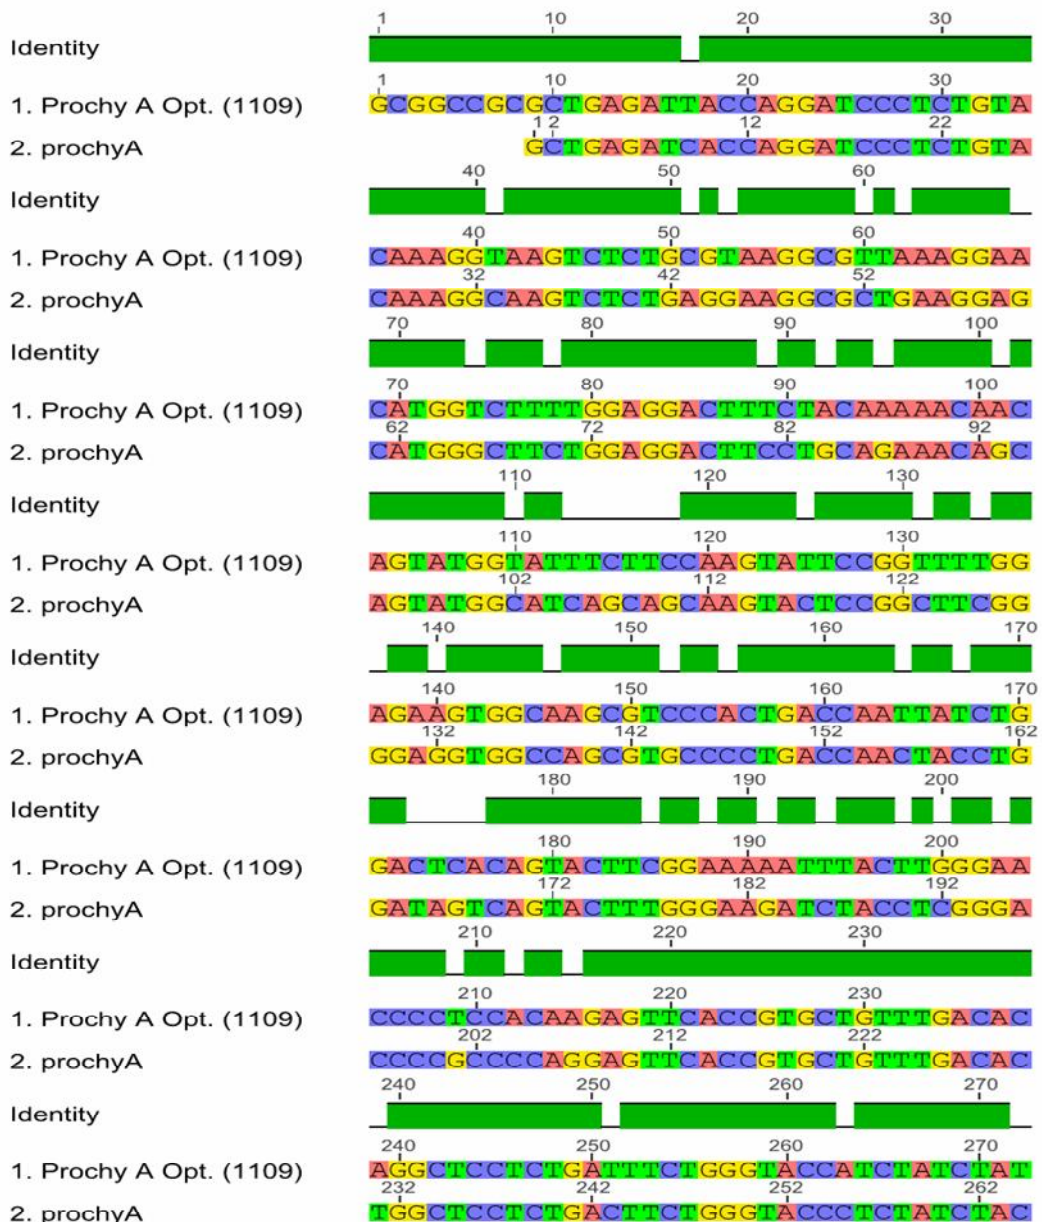 1 10 20 30
Identity
1 10 20 30
1. Prochy A Opt. (1109) GCGGCCGCGCTGAGATTACCAGGATCCCTCTGTA
1 2 12 22
2. prochyA GCTGAGATCACCAGGATCCCTCTGTA
40 50 60
Identity
40 50 60
1. Prochy A Opt. (1109) CAAAGGTAAGTCTCTGCGTAAGGCGTTAAAGGAA
32 42 52
2. prochyA CAAAGGCAAGTCTCTGAGGAAGGCGCTGAAGGAG
70 80 90 100
Identity
70 80 90 100
1. Prochy A Opt. (1109) CATGGTCTTTTGGAGGACTTTCTACAAAAACAAC
62 72 82 92
2. prochyA CATGGGCTTCTGGAGGACTTCCTGCAGAAACAGC
110 120 130
Identity
110 120 130
1. Prochy A Opt. (1109) AGTATGGTATTTCTTCCAAGTATTCCGGTTTTGG
102 112 122
2. prochyA AGTATGGCATCAGCAGCAAGTACTCCGGCTTCGG
140 150 160 170
Identity
140 150 160 170
1. Prochy A Opt. (1109) AGAAGTGGCAAGCGTCCCACTGACCAATTATCTG
132 142 152 162
2. prochyA GGAGGTGGCCAGCGTGCCCCTGACCAACTACCTG
180 190 200
Identity
180 190 200
1. Prochy A Opt. (1109) GACTCACAGTACTTCGGAAAAATTTACTTGGGAA
172 182 192
2. prochyA GATAGTCAGTACTTTGGGAAGATCTACCTCGGGA
210 220 230
Identity
210 220 230
1. Prochy A Opt. (1109) CCCCTCCACAAGAGTTCACCGTGCTGTTTGACAC
202 212 222
2. prochyA CCCCGCCCCAGGAGTTCACCGTGCTGTTTGACAC
240 250 260 270
Identity
240 250 260 270
1. Prochy A Opt. (1109) AGGCTCCTCTGATTTCTGGGTACCATCTATCTAT
232 242 252 262
2. prochyA TGGCTCCTCTGACTTCTGGGTACCCTCTATCTAC